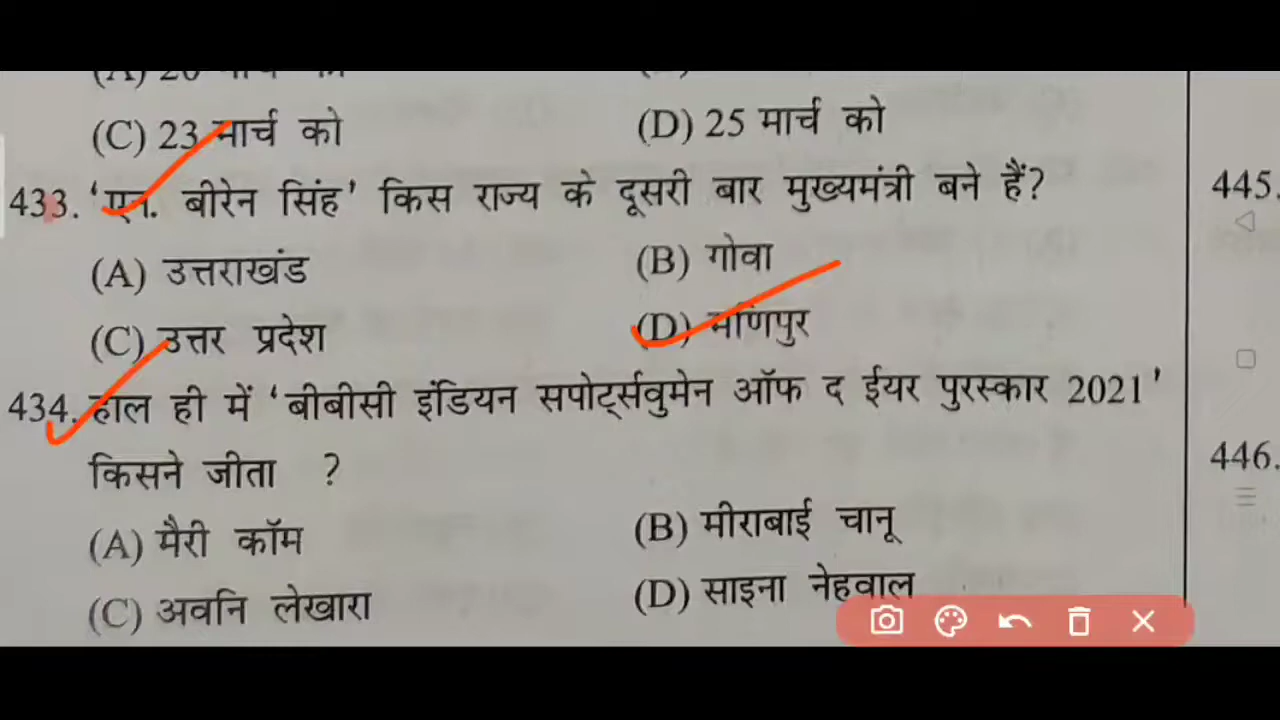 (C) 23 मार्च को (D) 25 मार्च को
433. 'एन. बीरेन सिंह' किस राज्य के दूसरी बार मुख्यमंत्री बने हैं?
(A) उत्तराखंड (B) गोवा
(C) उत्तर प्रदेश (D) मणिपुर
434. हाल ही में 'बीबीसी इंडियन सपोर्ट्सवुमेन ऑफ द ईयर पुरस्कार 2021'
किसने जीता ?
(A) मैरी कॉम (B) मीराबाई चानू
(C) अवनि लेखारा (D) साइना नेहवाल
445.
446.